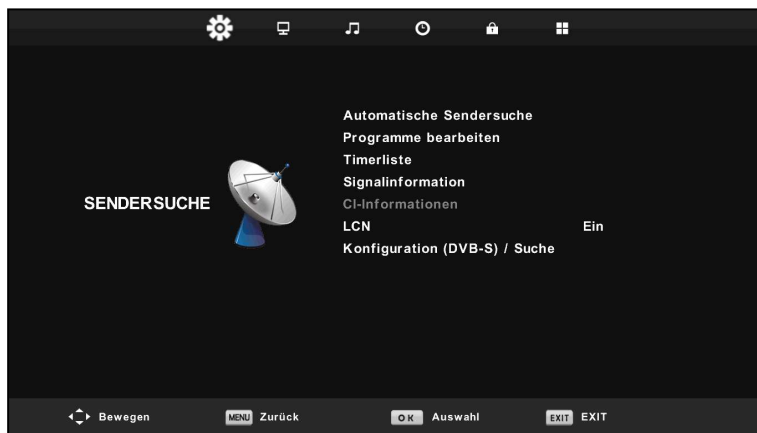 Automatische Sendersuche
Programme bearbeiten
Timerliste
Signalinformation
SENDERSUCHE
CI-Informationen
LCN Ein
Konfiguration (DVB-S) / Suche
Bewegen MENU Zurück OK Auswahl EXIT EXIT